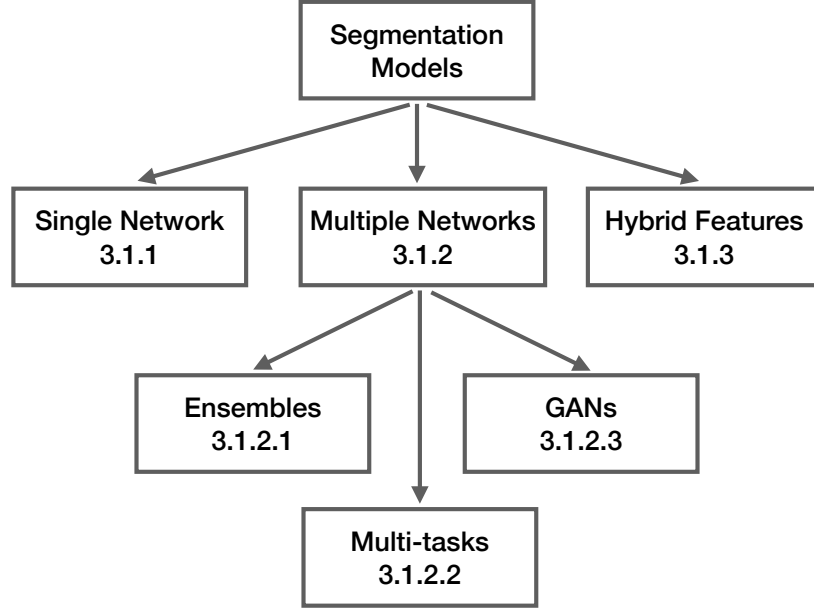 Segmentation
Models
Single Network
3.1.1
Multiple Networks
3.1.2
Hybrid Features
3.1.3
Ensembles
3.1.2.1
GANs
3.1.2.3
Multi-tasks
3.1.2.2